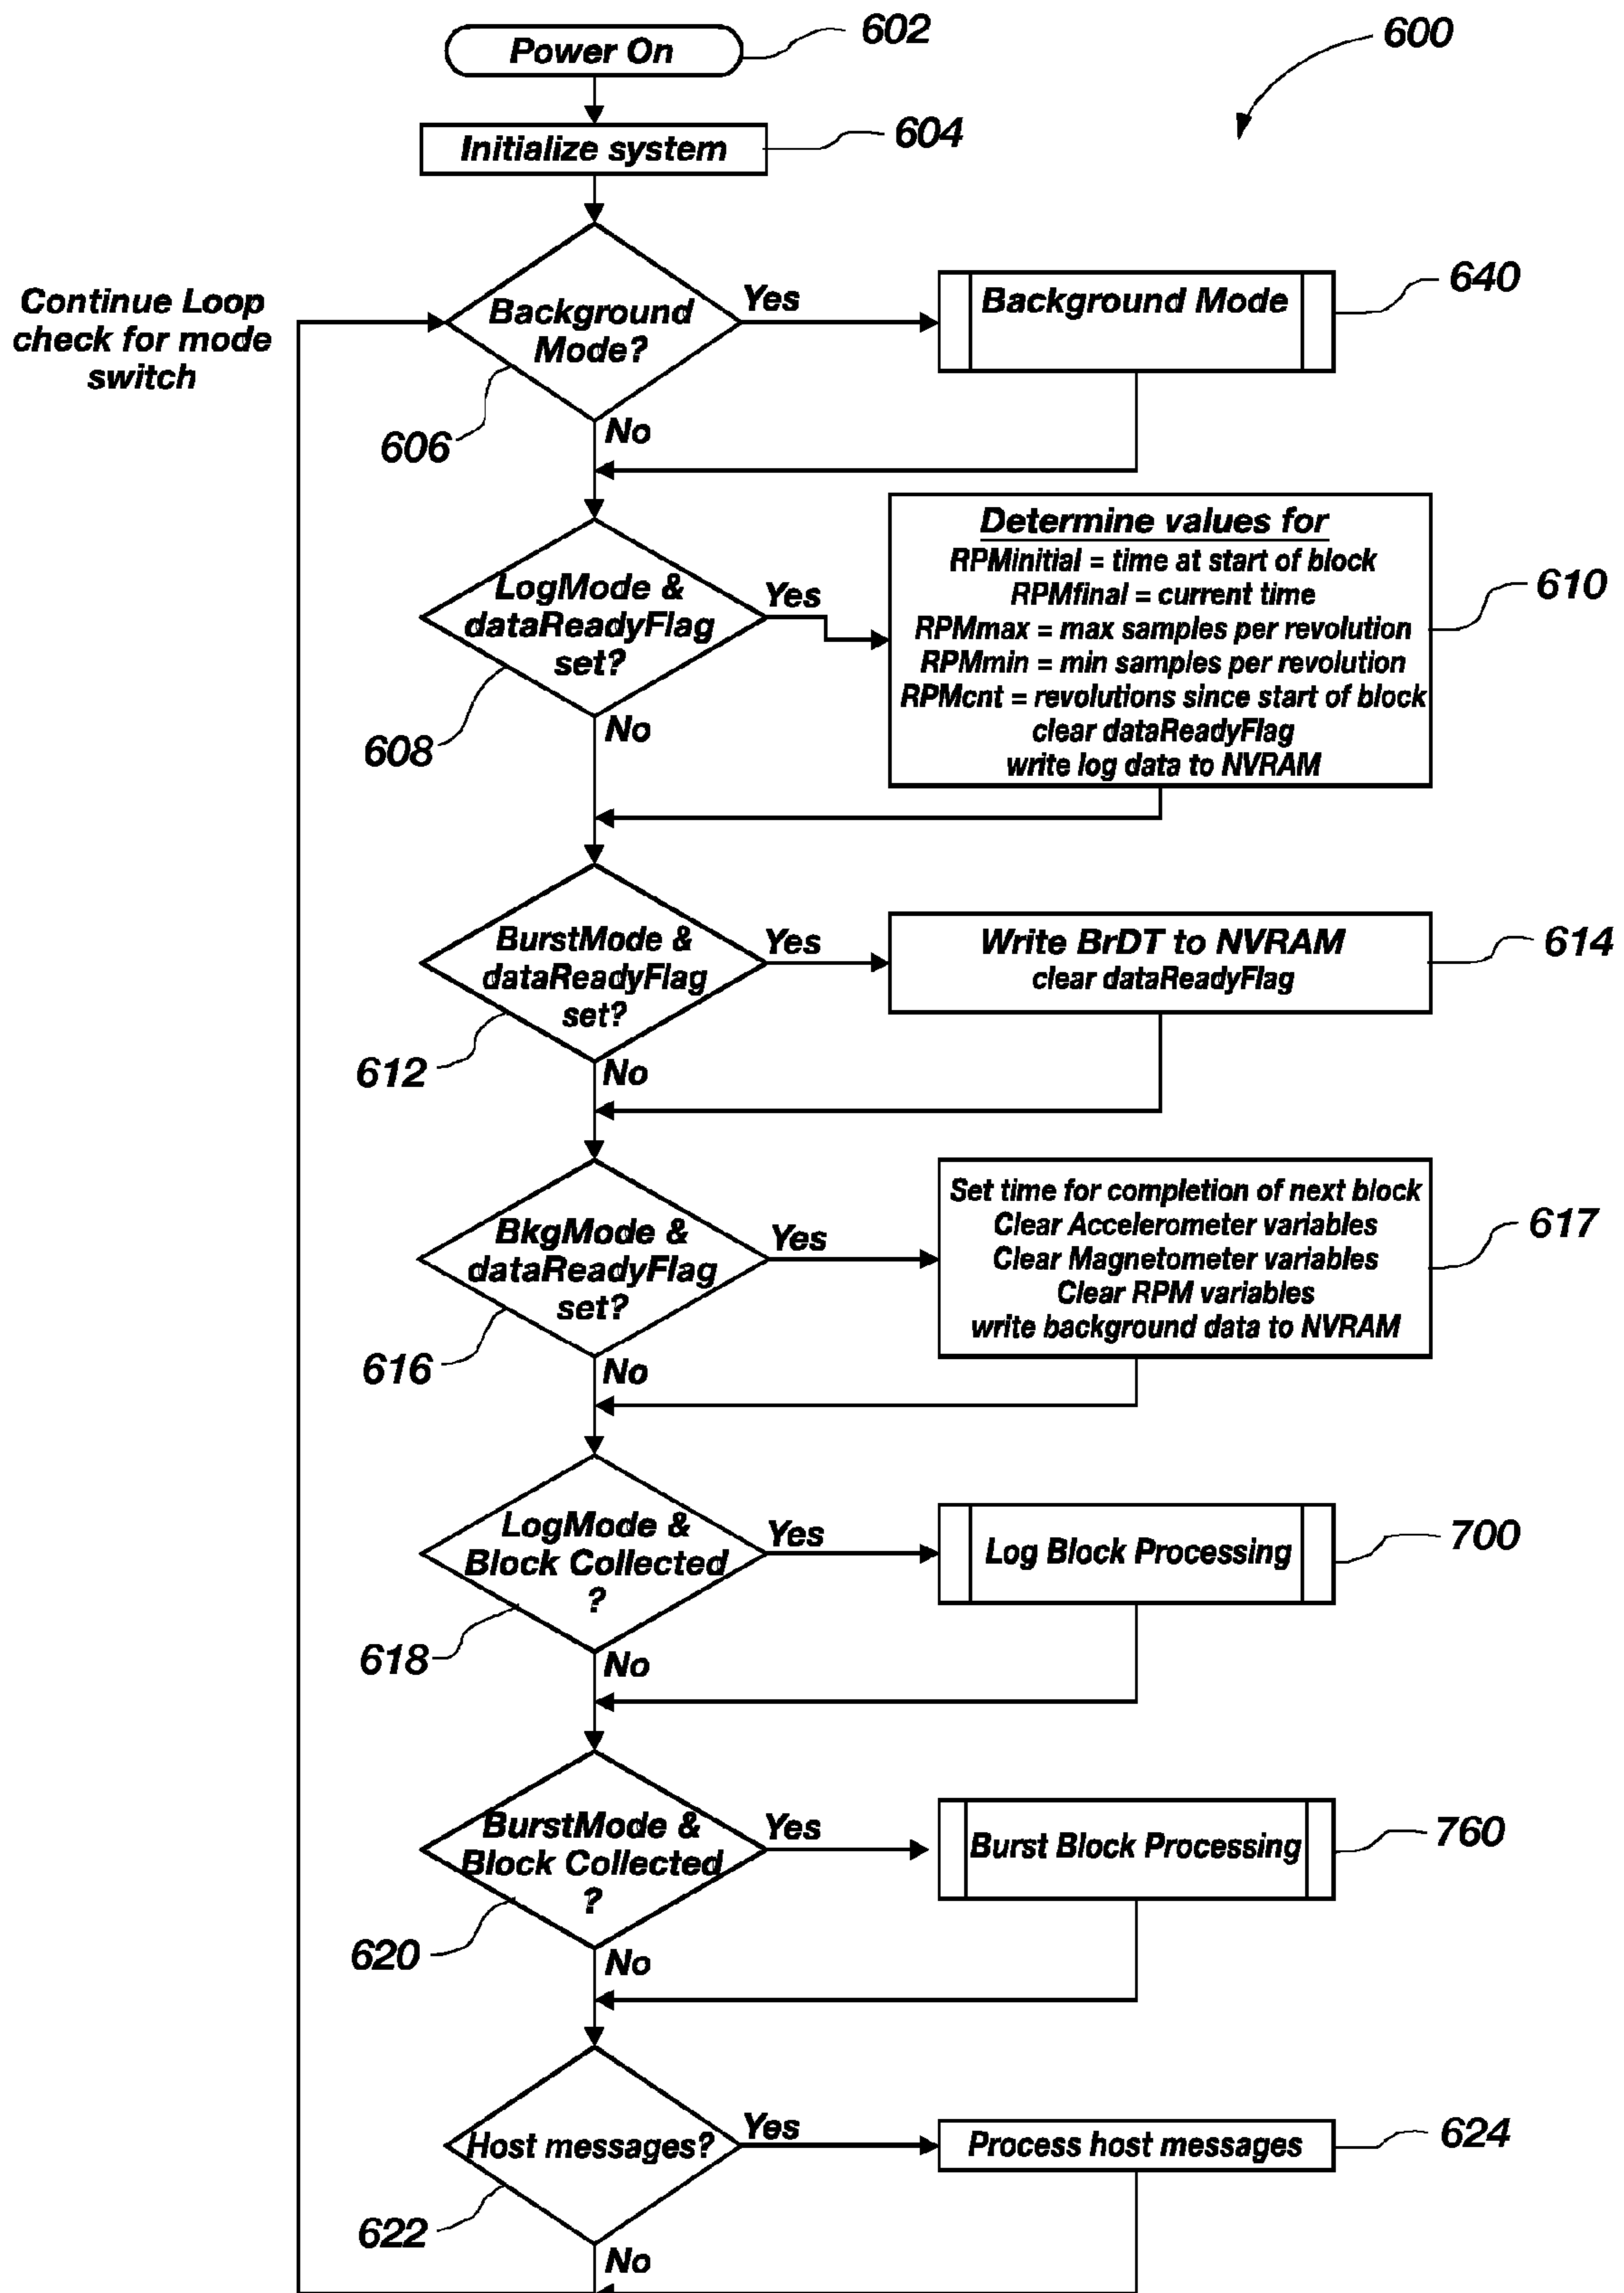 Power On
602
600
Initialize system
604
Continue Loop
check for mode
switch
Background
Mode?
Yes
Background Mode
640
606
No
LogMode &
dataReadyFlag
set?
Yes
Determine values for
RPMinitial = time at start of block
RPMfinal = current time
RPMmax = max samples per revolution
RPMmin = min samples per revolution
RPMcnt = revolutions since start of block
clear dataReadyFlag
write log data to NVRAM
610
608
No
BurstMode &
dataReadyFlag
set?
Yes
Write BrDT to NVRAM
clear dataReadyFlag
614
612
No
BkgMode &
dataReadyFlag
set?
Yes
Set time for completion of next block
Clear Accelerometer variables
Clear Magnetometer variables
Clear RPM variables
write background data to NVRAM
617
616
No
LogMode &
Block Collected
?
Yes
Log Block Processing
700
618
No
BurstMode &
Block Collected
?
Yes
Burst Block Processing
760
620
No
Host messages?
Yes
Process host messages
624
622
No